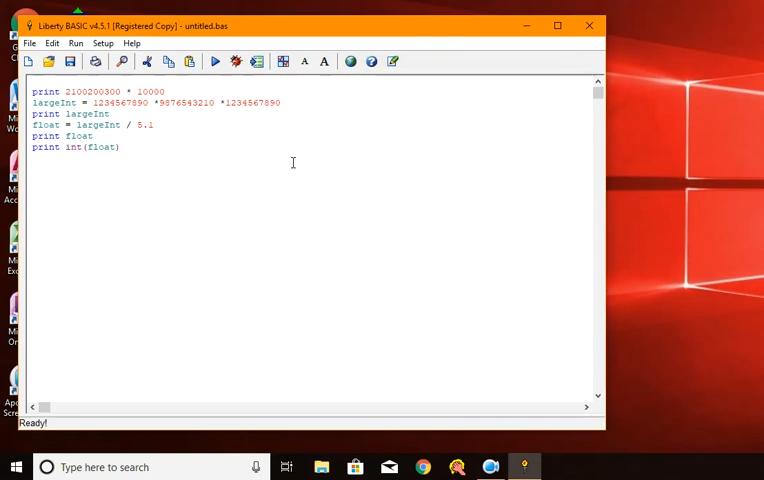 Liberty BASIC v4.5.1 [Registered Copy] - untitled.bas
File Edit Run Setup Help
A A
print 2100200300 * 10000
largeInt = 1234567890 *9876543210 *1234567890
print largeInt
float = largeInt / 5.1
print float
print int(float)
Ready!
Type here to search